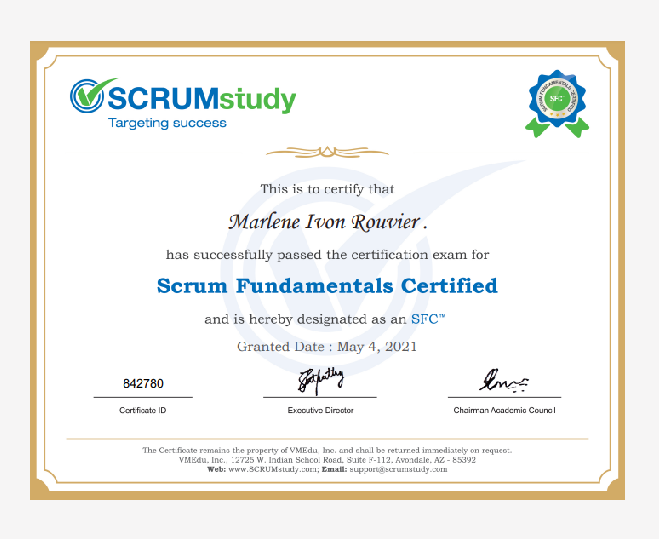 SCRUMstudy
Targeting success
SCRUM FUNDAMENTALS CERTIFIED
SFC
This is to certify that
Marlene Ivon Rouvier .
has successfully passed the certification exam for
Scrum Fundamentals Certified
and is hereby designated as an SFC™
Granted Date : May 4, 2021
842780
Certificate ID
Executive Director
Chairman Academic Council
The Certificate remains the property of VMEdu, Inc. and shall be returned immediately on request.
VMEdu, Inc., 12725 W. Indian School Road, Suite F-112, Avondale, AZ - 85392
Web: www.SCRUMstudy.com; Email: support@scrumstudy.com